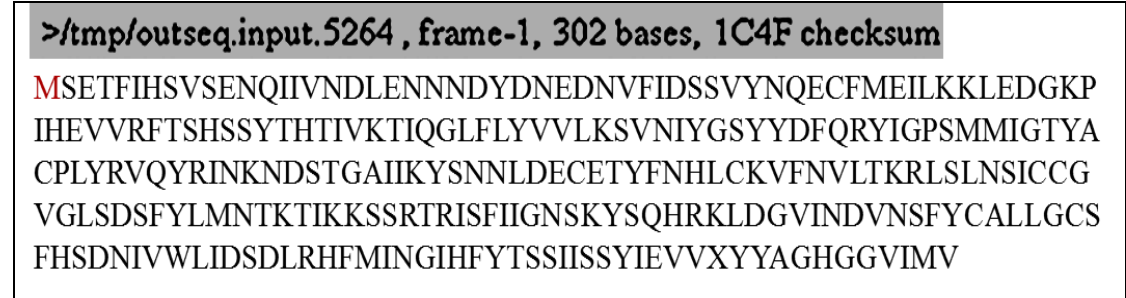 >/tmp/outseq.input.5264 , frame-1, 302 bases, 1C4F checksum
MSETFIHSVSENQIIVNDLENNNDYDNEDNVFIDSSVYNQECFMEILKKLEDGKP
IHEVVRFTSHSSYTHTIVKTIQGLFLYVVLKSVNIYGSYYDFQRYIGPSMMIGTYA
CPLYRVQYRINKNDSTGAIIKYSNNLDECETYFNHLCKVFNVLTKRLSLNSICCG
VGLSDSFYLMNTKTIKKSSRTRISFIIGNSKYSQHRKLDGVINDVNSFYCALLGCS
FHSDNIVWLIDSDLRHFMINGIHFYTSSIISSYIEVVXYYAGHGGVIMV